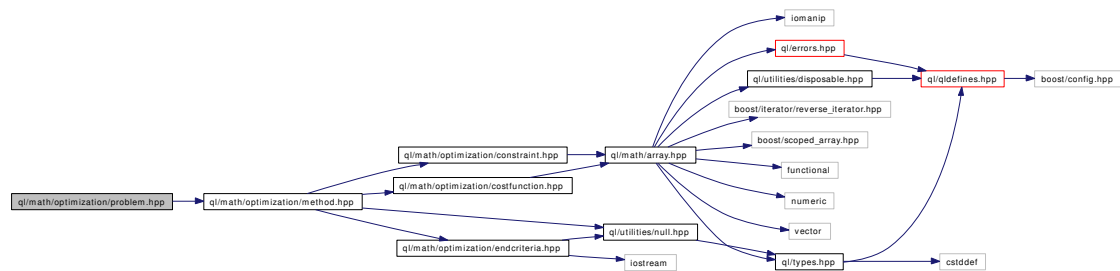 iomanip
ql/errors.hpp
ql/utilities/disposable.hpp
ql/qldefines.hpp
boost/config.hpp
boost/iterator/reverse_iterator.hpp
boost/scoped_array.hpp
ql/math/optimization/constraint.hpp
ql/math/array.hpp
functional
ql/math/optimization/costfunction.hpp
ql/math/optimization/problem.hpp
ql/math/optimization/method.hpp
numeric
ql/utilities/null.hpp
vector
ql/math/optimization/endcriteria.hpp
iostream
ql/types.hpp
cstddef